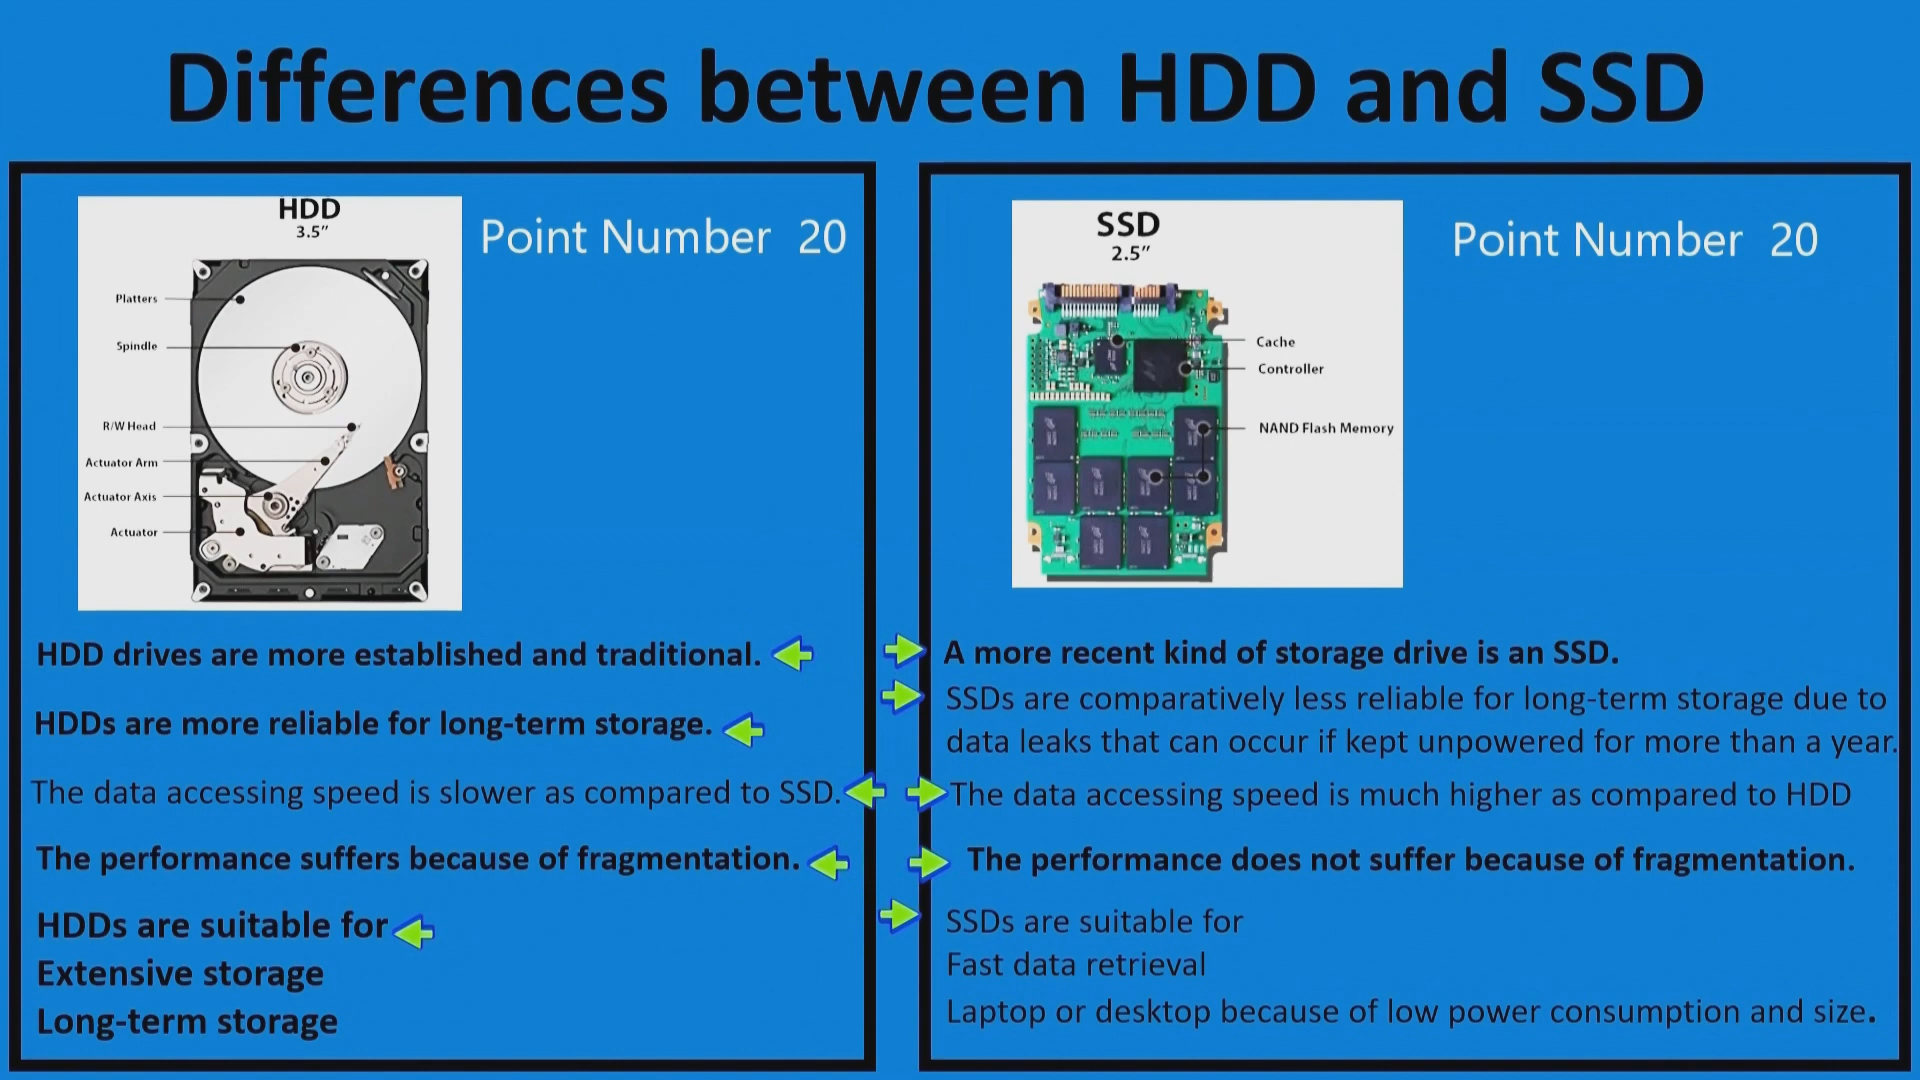 Differences between HDD and SSD
HDD
3.5"
Point Number 20
Platters
Spindle
R/W Head
Actuator Arm
Actuator Axis
Actuator
HDD drives are more established and traditional.
HDDs are more reliable for long-term storage.
The data accessing speed is slower as compared to SSD.
The performance suffers because of fragmentation.
HDDs are suitable for
Extensive storage
Long-term storage
SSD
2.5"
Point Number 20
Cache
Controller
NAND Flash Memory
A more recent kind of storage drive is an SSD.
SSDs are comparatively less reliable for long-term storage due to
data leaks that can occur if kept unpowered for more than a year.
The data accessing speed is much higher as compared to HDD
The performance does not suffer because of fragmentation.
SSDs are suitable for
Fast data retrieval
Laptop or desktop because of low power consumption and size.